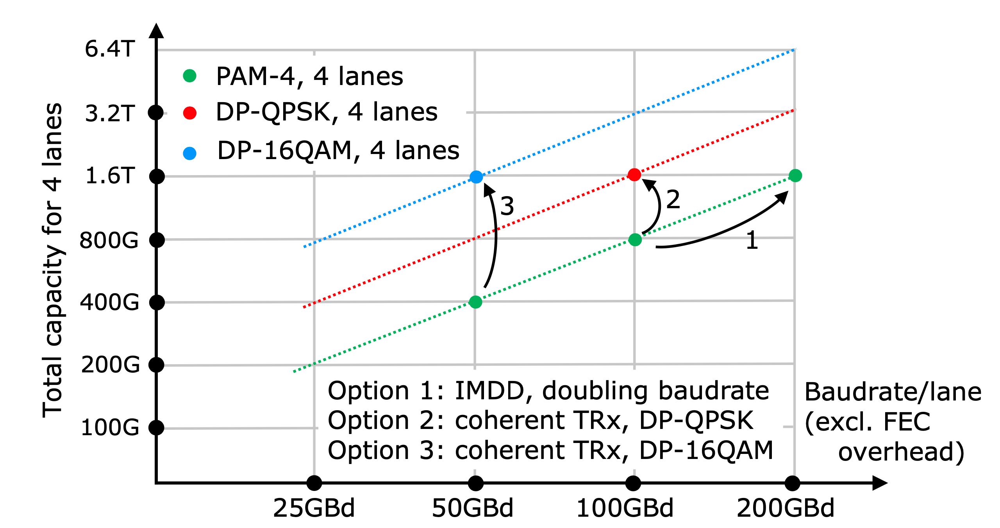 Total capacity for 4 lanes
6.4T
3.2T
1.6T
800G
400G
200G
100G
PAM-4, 4 lanes
DP-QPSK, 4 lanes
DP-16QAM, 4 lanes
3
2
1
Option 1: IMDD, doubling baudrate
Option 2: coherent TRx, DP-QPSK
Option 3: coherent TRx, DP-16QAM
Baudrate/lane
(excl. FEC
overhead)
25GBd
50GBd
100GBd
200GBd